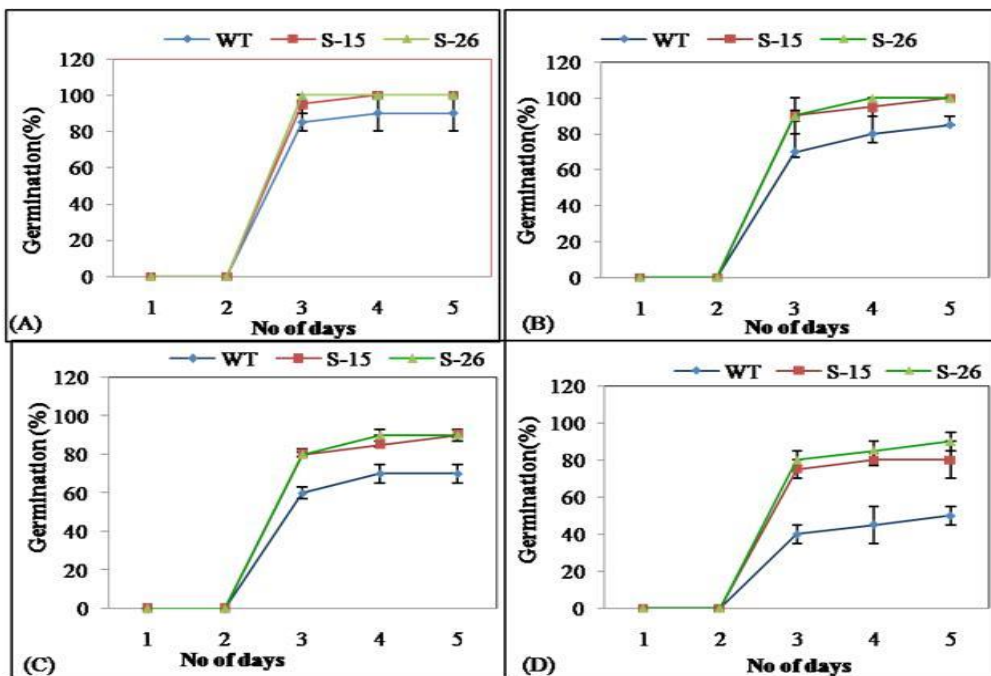 WT S-15 S-26
Germination(%)
120
100
80
60
40
20
0
1 2 3 4 5
No of days
(A)
WT S-15 S-26
Germination(%)
120
100
80
60
40
20
0
1 2 3 4 5
No of days
(B)
WT S-15 S-26
Germination (%)
120
100
80
60
40
20
0
1 2 3 4 5
No of days
(C)
WT S-15 S-26
Germination(%)
120
100
80
60
40
20
0
1 2 3 4 5
No of days
(D)